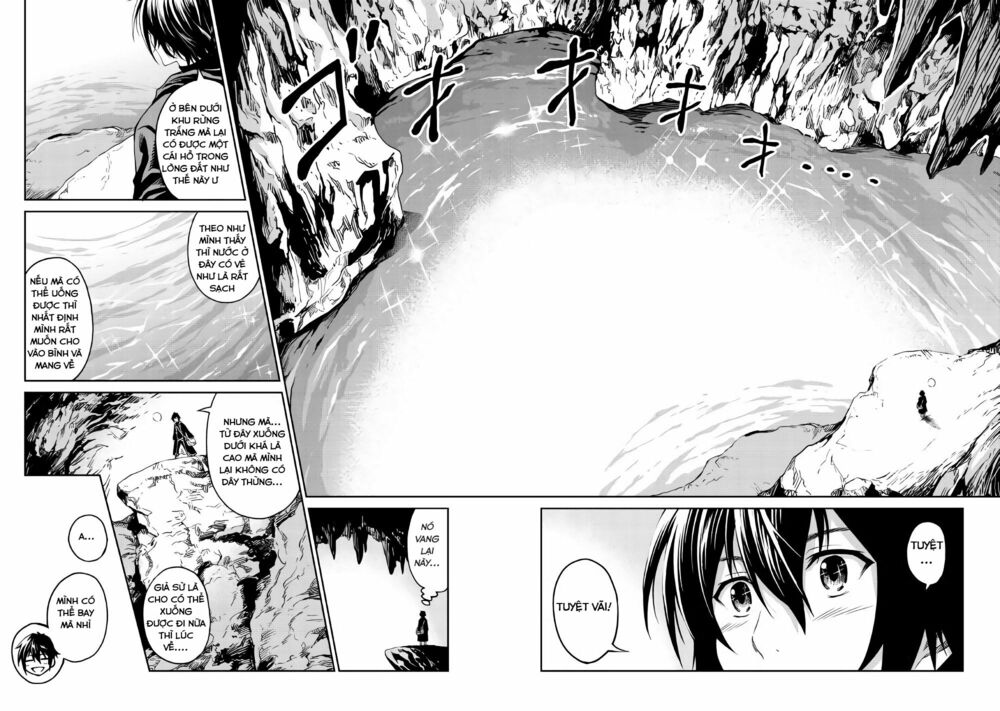 ヴオオオオ......
TUYỆT
...
TUYỆT VÃI!
NÓ
VANG LẠI
NÀY...
Ở BÊN DƯỚI
KHU RỪNG
TRẮNG MÀ LẠI
CÓ ĐƯỢC MỘT
CÁI HỒ TRONG
LÒNG ĐẤT NHƯ
THẾ NÀY Ư
THEO NHƯ
MÌNH THẤY
THÌ NƯỚC Ở
ĐÂY CÓ VẺ
NHƯ LÀ RẤT
SẠCH
NẾU MÀ CÓ
THỂ UỐNG
ĐƯỢC THÌ
NHẤT ĐỊNH
MÌNH RẤT
MUỐN CHO
VÀO BÌNH VÀ
MANG VỀ
NHƯNG MÀ...
TỪ ĐÂY XUỐNG
DƯỚI KHÁ LÀ
CAO MÀ MÌNH
LẠI KHÔNG CÓ
DÂY THỪNG...
GIẢ SỬ LÀ
CHO CÓ THỂ
XUỐNG
ĐƯỢC ĐI NỮA
THÌ LÚC
VỀ....
A...
MÌNH CÓ
THỂ BAY
MÀ NHỈ